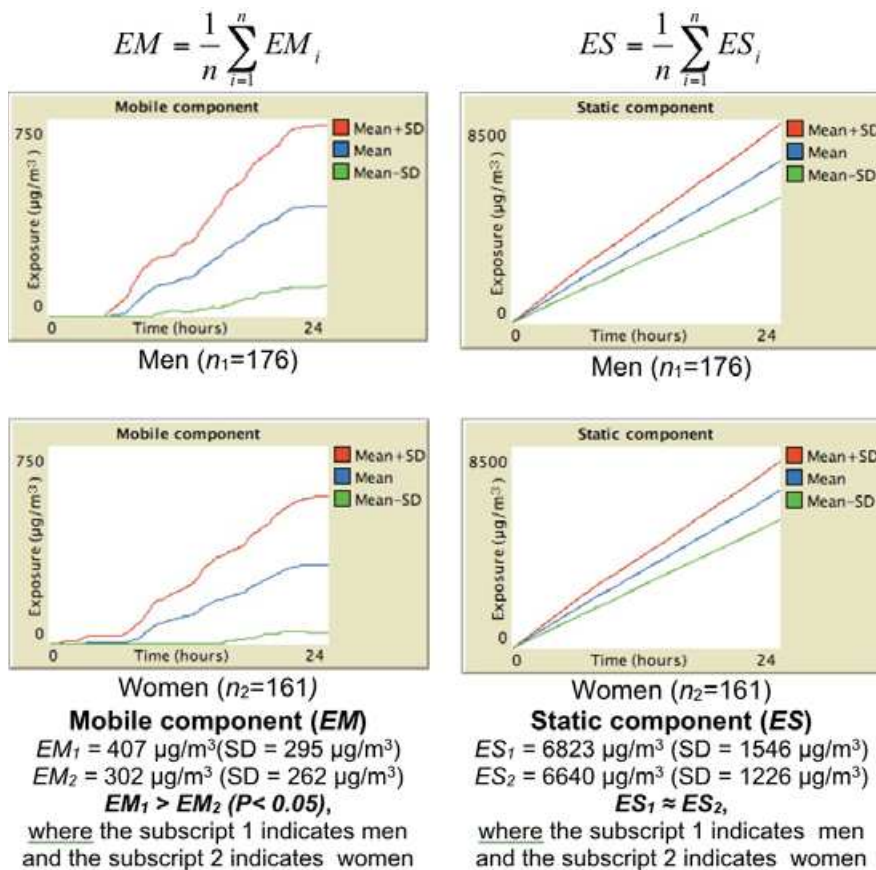 EM = 1/n ∑ i=1 n EM i
ES = 1/n ∑ i=1 n ES i
Mobile component
750
Exposure (µg/m³)
0
0
Time (hours)
24
Mean+SD
Mean
Mean-SD
Men (n₁=176)
Static component
8500
Exposure (µg/m³)
0
0
Time (hours)
24
Mean+SD
Mean
Mean-SD
Men (n₁=176)
Mobile component
750
Exposure (µg/m³)
0
0
Time (hours)
24
Mean+SD
Mean
Mean-SD
Women (n₂=161)
Static component
8500
Exposure (µg/m³)
0
0
Time (hours)
24
Mean+SD
Mean
Mean-SD
Women (n₂=161)
Mobile component (EM)
EM₁ = 407 µg/m³(SD = 295 µg/m³)
EM₂ = 302 µg/m³ (SD = 262 µg/m³)
EM₁ > EM₂ (P< 0.05),
where the subscript 1 indicates men
and the subscript 2 indicates women
Static component (ES)
ES₁ = 6823 µg/m³ (SD = 1546 µg/m³)
ES₂ = 6640 µg/m³ (SD = 1226 µg/m³)
ES₁ ≈ ES₂,
where the subscript 1 indicates men
and the subscript 2 indicates women